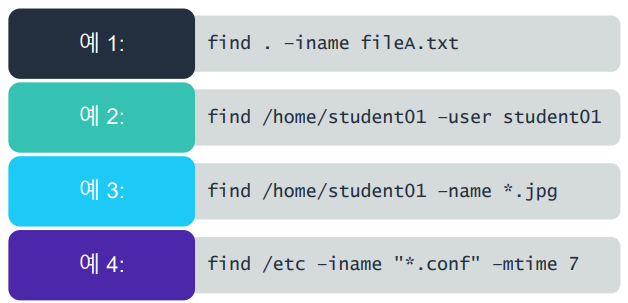 예 1:
find . –iname fileA.txt
예 2:
find /home/student01 –user student01
예 3:
find /home/student01 –name *.jpg
예 4:
find /etc –iname "*.conf" –mtime 7